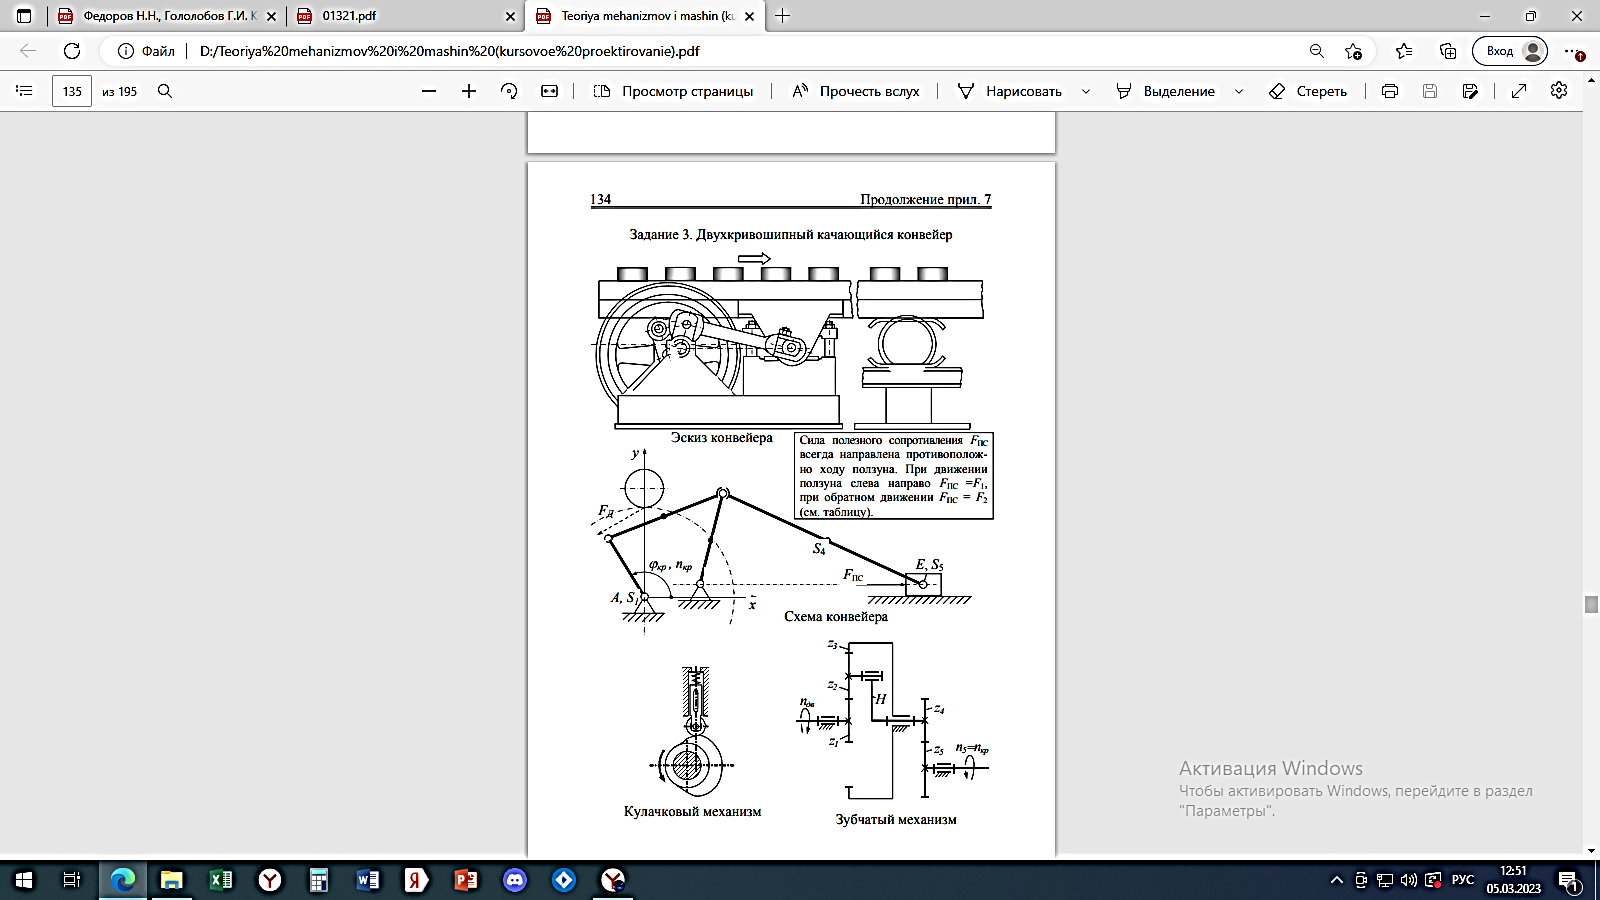 Федоров Н.Н., Гололобов Г.И. К
01321.pdf
Teoriya mehanizmov i mashin (ku
Файл
D:/Teoriya%20mehanizmov%20i%20mashin%20(kursovoe%20proektirovanie).pdf
Вход
135
из 195
Просмотр страницы
Прочесть вслух
Нарисовать
Выделение
Стереть
134
Продолжение прил. 7
Задание 3. Двухкривошипный качающийся конвейер
Эскиз конвейера
Сила полезного сопротивления Fпс
всегда направлена противополож-
но ходу ползуна. При движении
ползуна слева направо Fпс =F1,
при обратном движении Fпс = F2
(см. таблицу).
y
FД
S4
φкр , nкр
Fпс
E, S5
A, S1
x
Схема конвейера
z3
z2
nдв
H
z4
z1
z5
n5=nкр
Кулачковый механизм
Зубчатый механизм
Активация Windows
Чтобы активировать Windows, перейдите в раздел
"Параметры".
РУС
12:51
05.03.2023
1